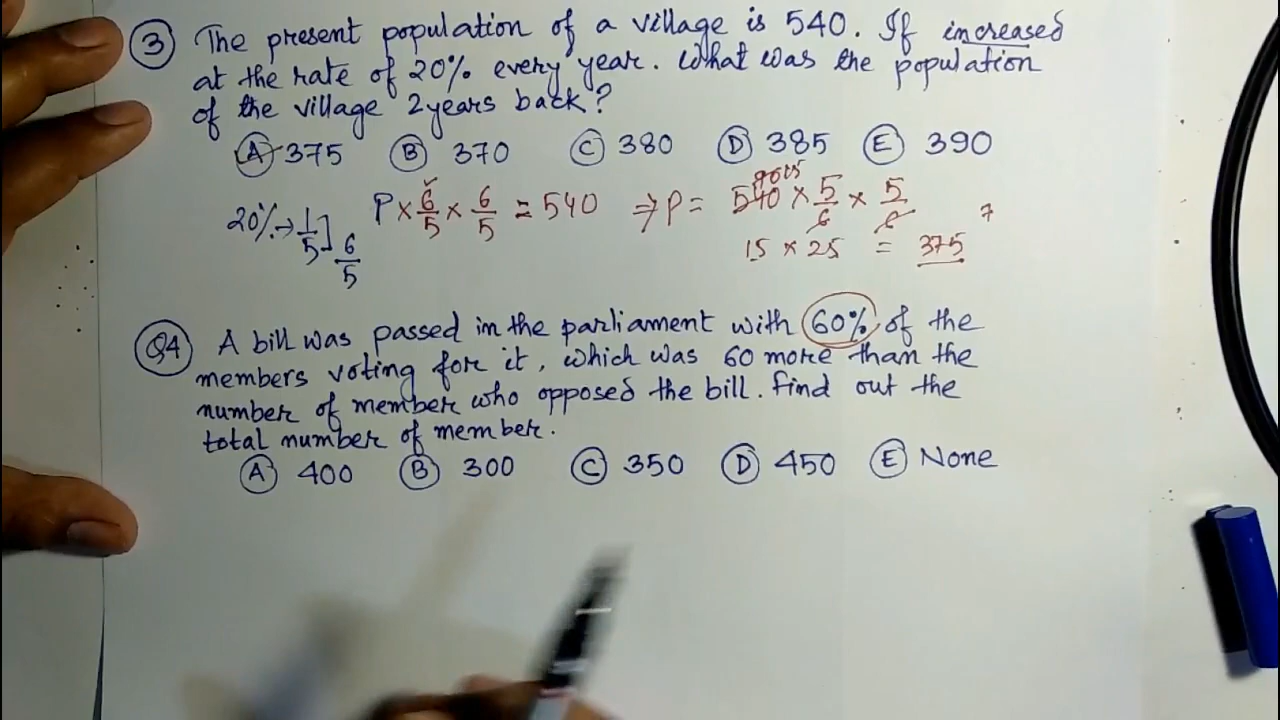 ③ The present population of a village is 540. If increased
at the rate of 20% every year. What was the population
of the village 2 years back?
Ⓐ 375 Ⓑ 370 Ⓒ 380 Ⓓ 385 Ⓔ 390
20% → 1/5] 6/5 P × 6/5 × 6/5 = 540 ⇒ P = 540 × 5/6 × 5/6
15 × 25 = 375
Q4 A bill was passed in the parliament with 60% of the
members voting for it, which was 60 more than the
number of member who opposed the bill. Find out the
total number of member.
Ⓐ 400 Ⓑ 300 Ⓒ 350 Ⓓ 450 Ⓔ None